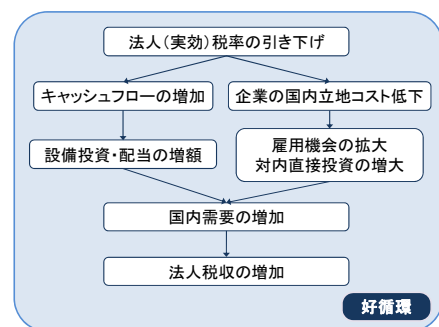 法人（実効）税率の引き下げ
キャッシュフローの増加
企業の国内立地コスト低下
設備投資・配当の増額
雇用機会の拡大
対内直接投資の増大
国内需要の増加
法人税収の増加
好循環